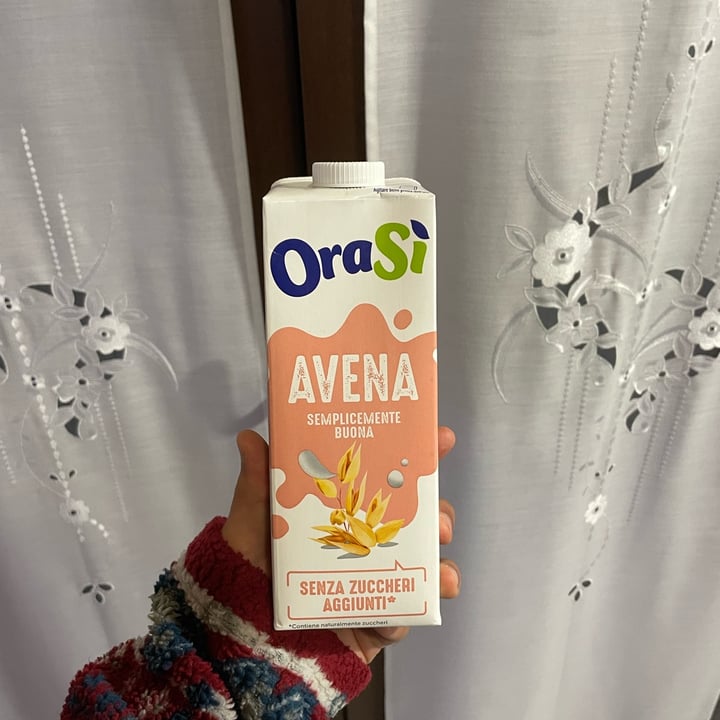 OraSì
AVENA
SEMPLICEMENTE
BUONA
SENZA ZUCCHERI
AGGIUNTI*
*Contiene naturalmente zuccheri